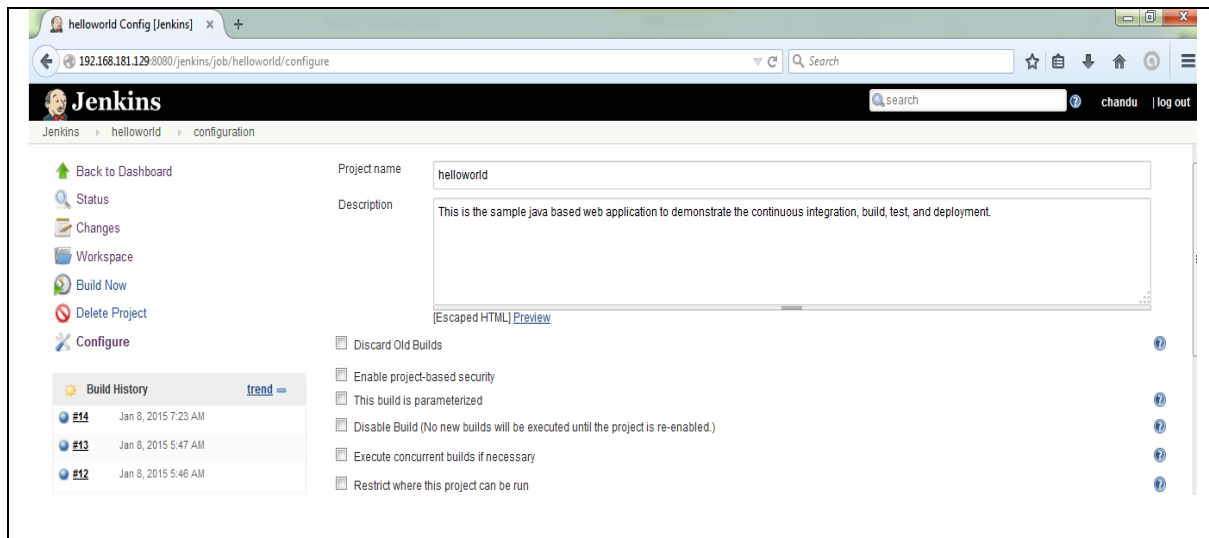 helloworld Config [Jenkins] × +
192.168.181.129:8080/jenkins/job/helloworld/configure
Search
Jenkins
search
chandu | log out
Jenkins helloworld configuration
Back to Dashboard
Status
Changes
Workspace
Build Now
Delete Project
Configure
Build History trend
#14 Jan 8, 2015 7:23 AM
#13 Jan 8, 2015 5:47 AM
#12 Jan 8, 2015 5:46 AM
Project name
helloworld
Description
This is the sample java based web application to demonstrate the continuous integration, build, test, and deployment.
[Escaped HTML] Preview
Discard Old Builds
Enable project-based security
This build is parameterized
Disable Build (No new builds will be executed until the project is re-enabled.)
Execute concurrent builds if necessary
Restrict where this project can be run